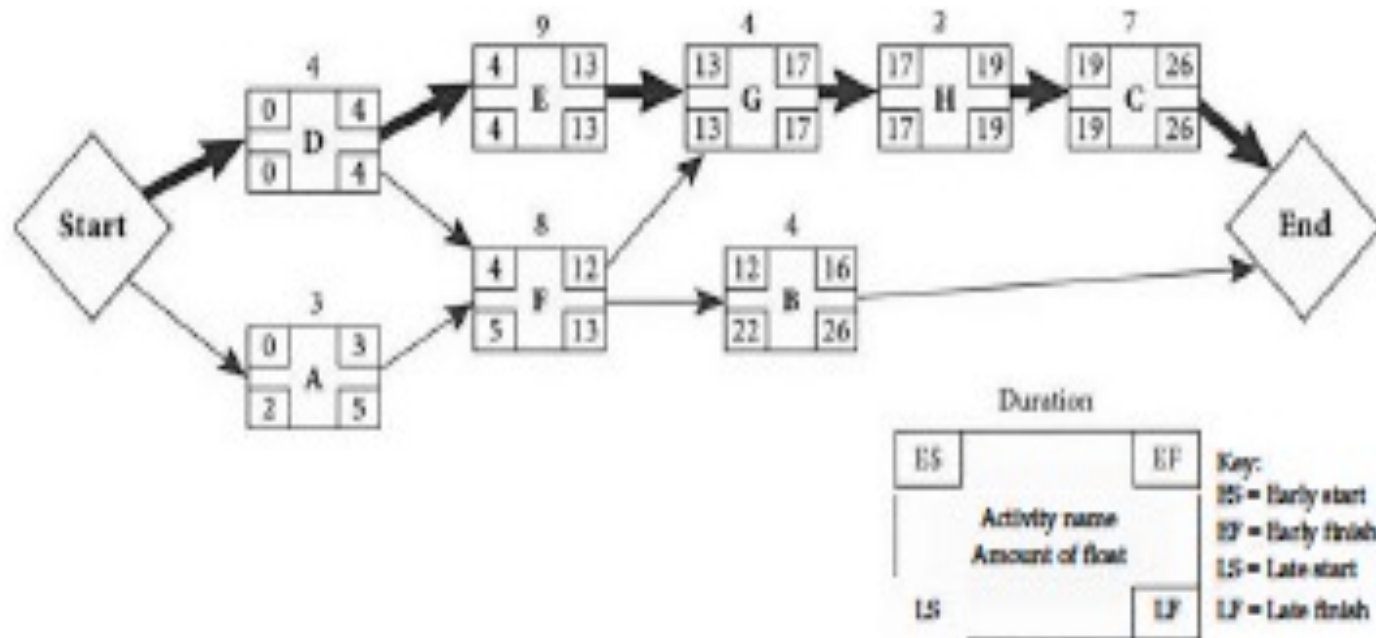 9
4
2
7
4
4 13
13 17
17 19
19 26
0 4
E
G
H
C
D
4 13
13 17
17 19
19 26
0 4
Start
End
8
4
4 12
12 16
F
B
3
5 13
22 26
0 3
A
2 5
Duration
ES EF
Key:
ES = Early start
Activity name
EF = Early finish
Amount of float
LS = Late start
LS LF
LF = Late finish